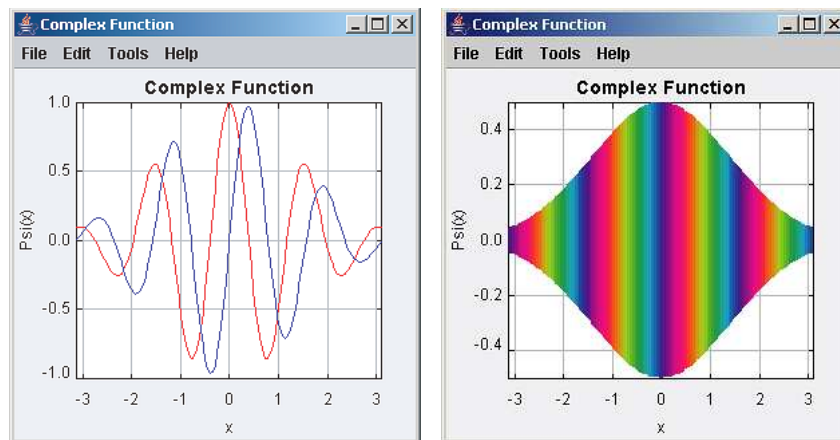 Complex Function
File Edit Tools Help
Complex Function
1.0
0.5
0.0
-0.5
-1.0
Psi(x)
-3 -2 -1 0 1 2 3
x
Complex Function
File Edit Tools Help
Complex Function
0.4
0.2
0.0
-0.2
-0.4
Psi(x)
-3 -2 -1 0 1 2 3
x